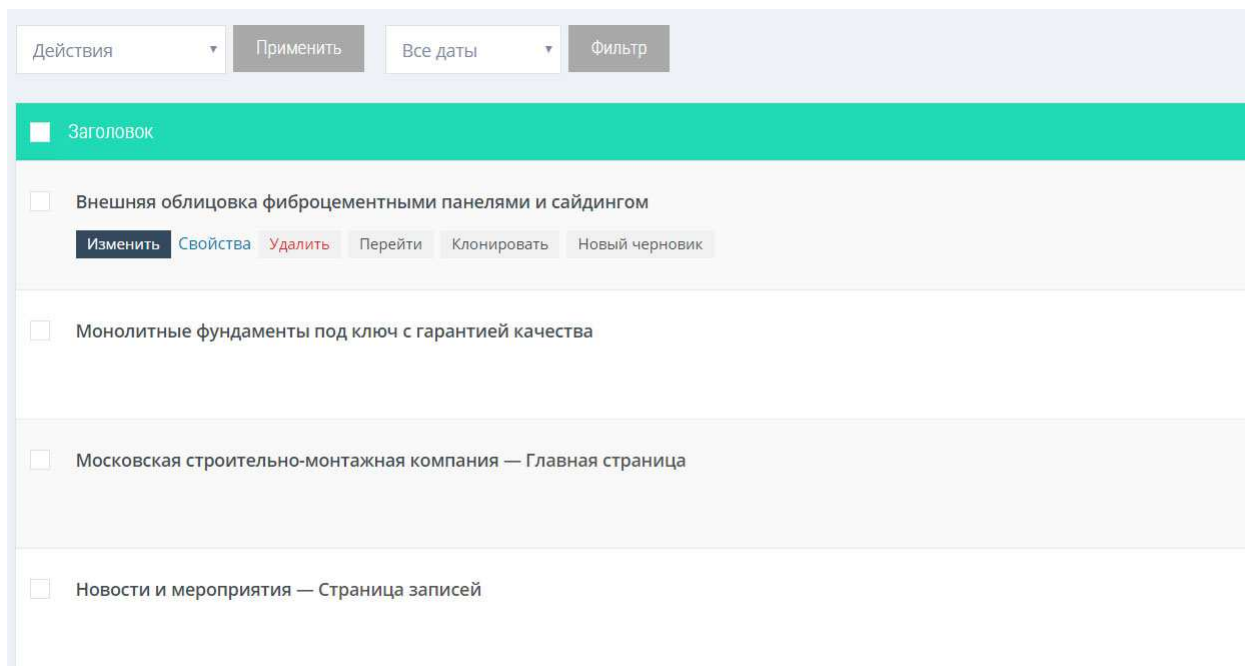 Действия Применить Все даты Фильтр
Заголовок
Внешняя облицовка фиброцементными панелями и сайдингом
Изменить Свойства Удалить Перейти Клонировать Новый черновик
Монолитные фундаменты под ключ с гарантией качества
Московская строительно-монтажная компания — Главная страница
Новости и мероприятия — Страница записей